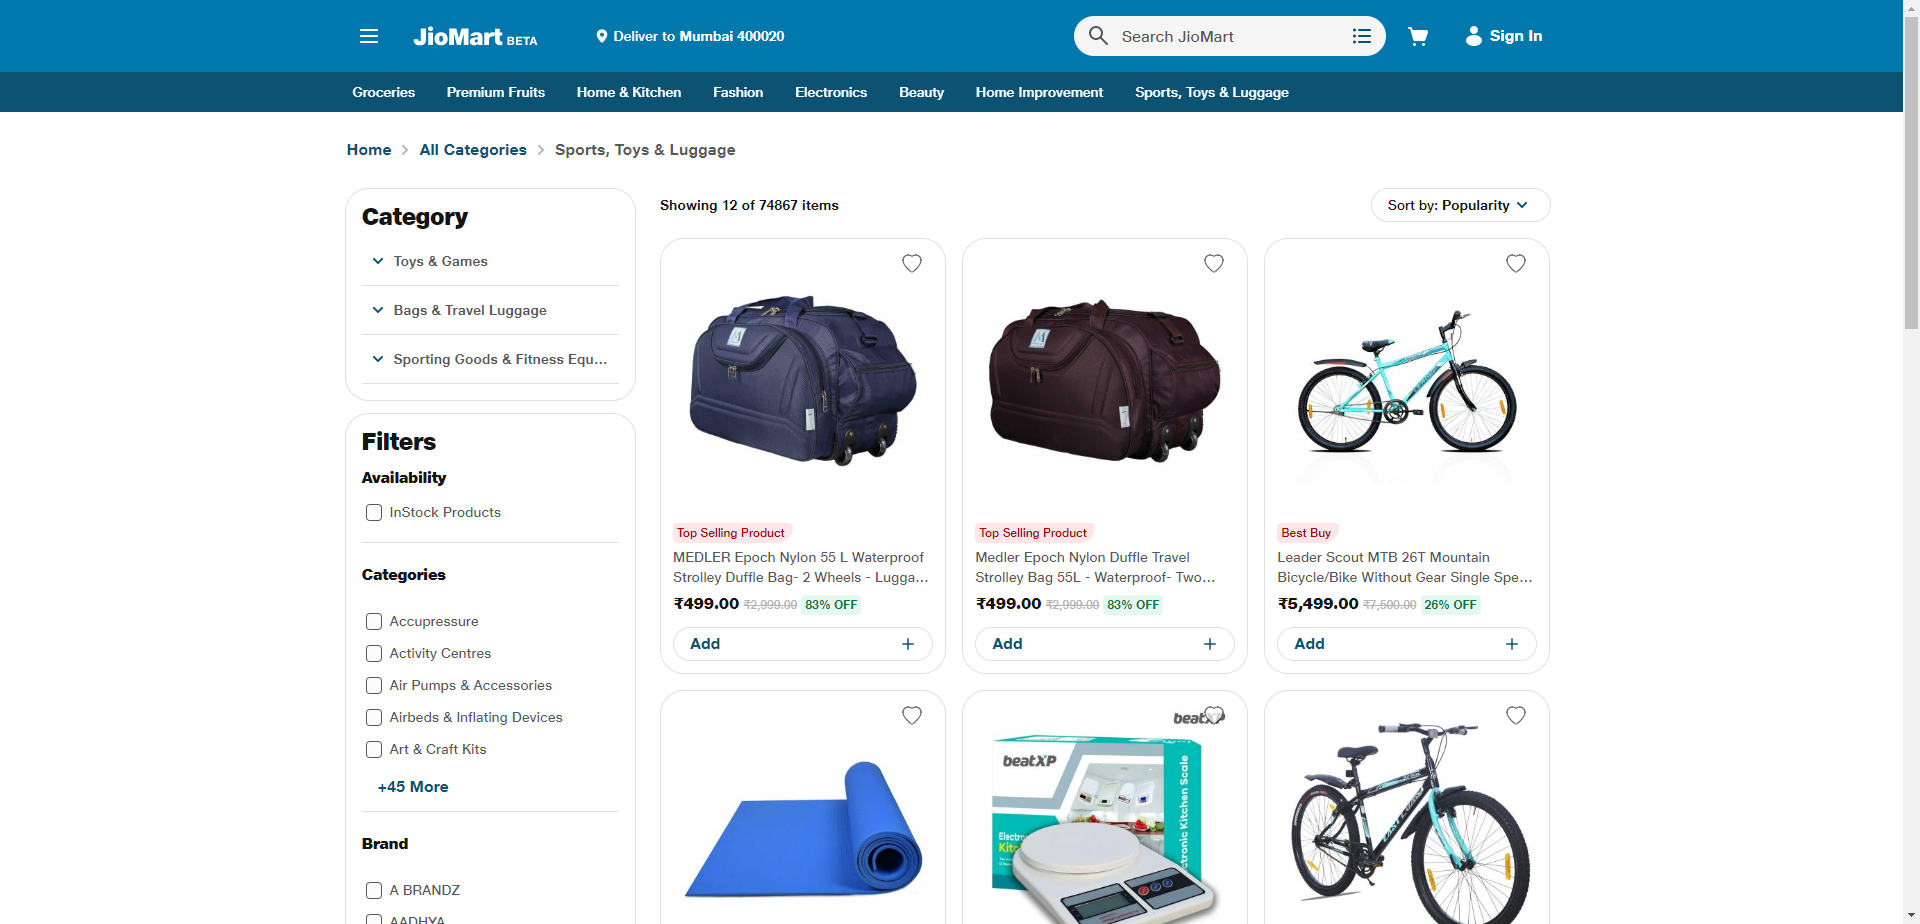 JioMart BETA
Deliver to Mumbai 400020
Search JioMart
Sign In
Groceries
Premium Fruits
Home & Kitchen
Fashion
Electronics
Beauty
Home Improvement
Sports, Toys & Luggage
Home
All Categories
Sports, Toys & Luggage
Category
Toys & Games
Bags & Travel Luggage
Sporting Goods & Fitness Equ...
Filters
Availability
InStock Products
Categories
Accupressure
Activity Centres
Air Pumps & Accessories
Airbeds & Inflating Devices
Art & Craft Kits
+45 More
Brand
A BRANDZ
AADHYA
Showing 12 of 74867 items
Sort by: Popularity
Top Selling Product
MEDLER Epoch Nylon 55 L Waterproof
Strolley Duffle Bag- 2 Wheels - Lugga...
₹499.00 ₹2,999.00 83% OFF
Add
Top Selling Product
Medler Epoch Nylon Duffle Travel
Strolley Bag 55L - Waterproof- Two...
₹499.00 ₹2,999.00 83% OFF
Add
Best Buy
Leader Scout MTB 26T Mountain
Bicycle/Bike Without Gear Single Spe...
₹5,499.00 ₹7,500.00 26% OFF
Add
beatXP
beatXP
Electronic Kitchen Scale